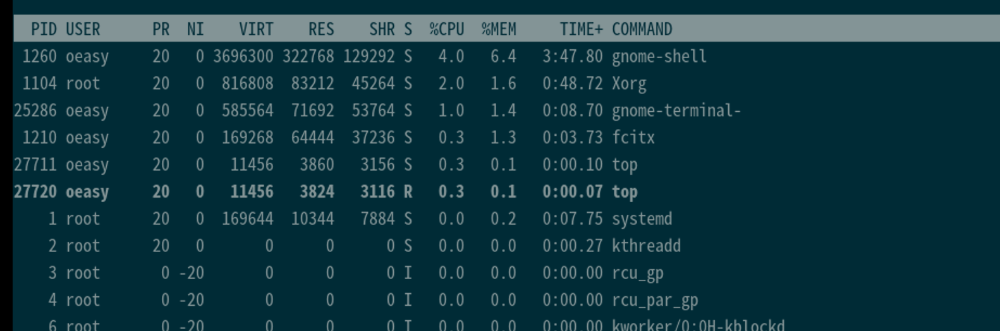 PID USER PR NI VIRT RES SHR S %CPU %MEM TIME+ COMMAND
1260 oeasy 20 0 3696300 322768 129292 S 4.0 6.4 3:47.80 gnome-shell
1104 root 20 0 816808 83212 45264 S 2.0 1.6 0:48.72 Xorg
25286 oeasy 20 0 585564 71692 53764 S 1.0 1.4 0:08.70 gnome-terminal-
1210 oeasy 20 0 169268 64444 37236 S 0.3 1.3 0:03.73 fcitx
27711 oeasy 20 0 11456 3860 3156 S 0.3 0.1 0:00.10 top
27720 oeasy 20 0 11456 3824 3116 R 0.3 0.1 0:00.07 top
1 root 20 0 169644 10344 7884 S 0.0 0.2 0:07.75 systemd
2 root 20 0 0 0 0 S 0.0 0.0 0:00.27 kthreadd
3 root 0 -20 0 0 0 I 0.0 0.0 0:00.00 rcu_gp
4 root 0 -20 0 0 0 I 0.0 0.0 0:00.00 rcu_par_gp
6 root 0 -20 0 0 0 I 0.0 0.0 0:00.00 kworker/0:0H-kblockd